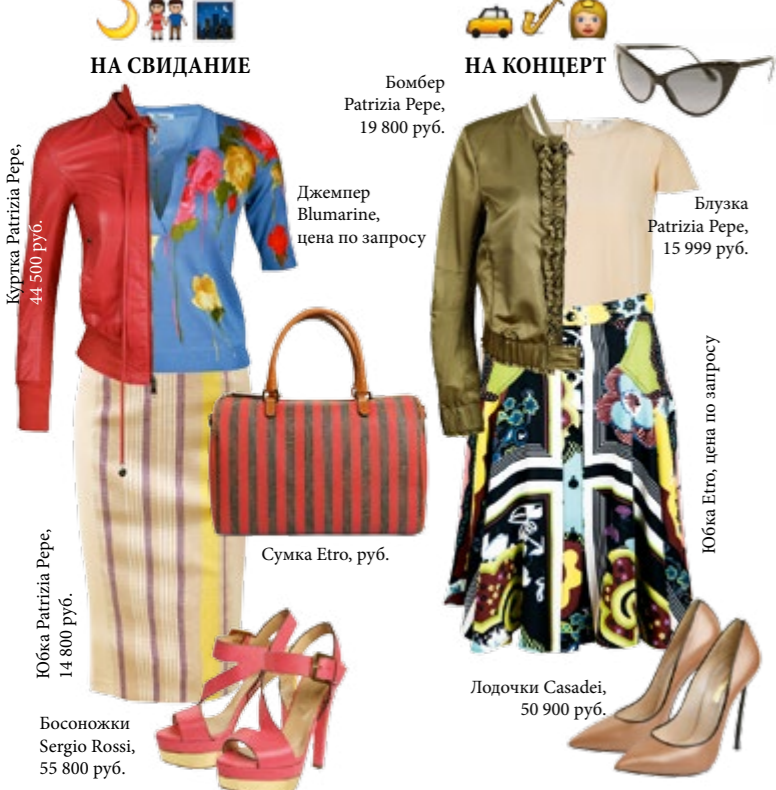 НА СВИДАНИЕ
Куртка Patrizia Pepe,
44 500 руб.
Джемпер
Blumarine,
цена по запросу
Сумка Etro, руб.
Юбка Patrizia Pepe,
14 800 руб.
Босоножки
Sergio Rossi,
55 800 руб.
НА КОНЦЕРТ
Бомбер
Patrizia Pepe,
19 800 руб.
Блузка
Patrizia Pepe,
15 999 руб.
Юбка Etro, цена по запросу
Лодочки Casadei,
50 900 руб.